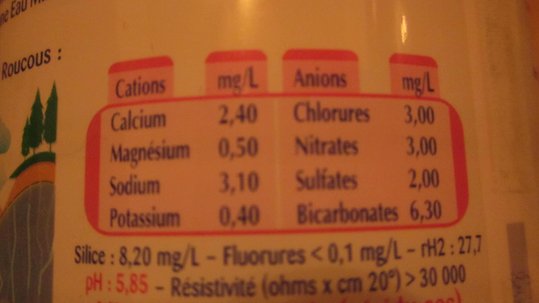 Eau
Roucous :
Cations mg/L Anions mg/L
Calcium 2,40 Chlorures 3,00
Magnésium 0,50 Nitrates 3,00
Sodium 3,10 Sulfates 2,00
Potassium 0,40 Bicarbonates 6,30
Silice : 8,20 mg/L – Fluorures < 0,1 mg/L – rH2 : 27,7
pH : 5,85 – Résistivité (ohms x cm 20°) > 30 000